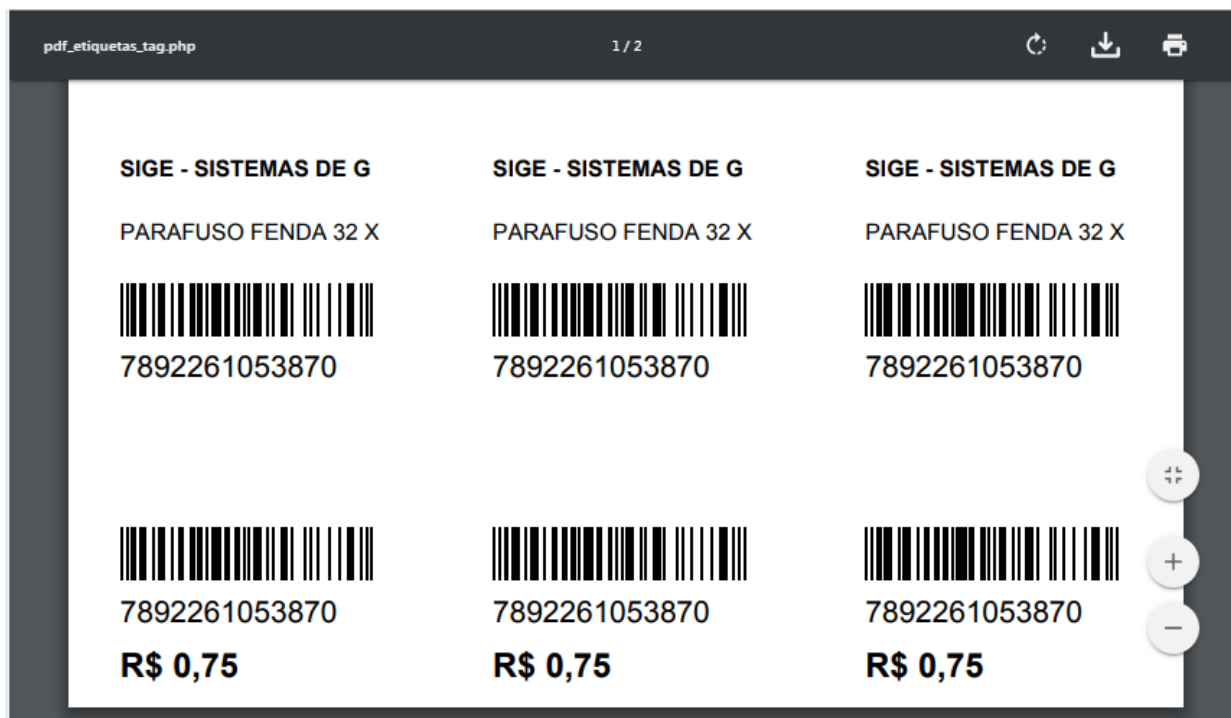 pdf_etiquetas_tag.php 1 / 2
SIGE - SISTEMAS DE G SIGE - SISTEMAS DE G SIGE - SISTEMAS DE G
PARAFUSO FENDA 32 X PARAFUSO FENDA 32 X PARAFUSO FENDA 32 X
7892261053870 7892261053870 7892261053870
7892261053870 7892261053870 7892261053870
R$ 0,75 R$ 0,75 R$ 0,75